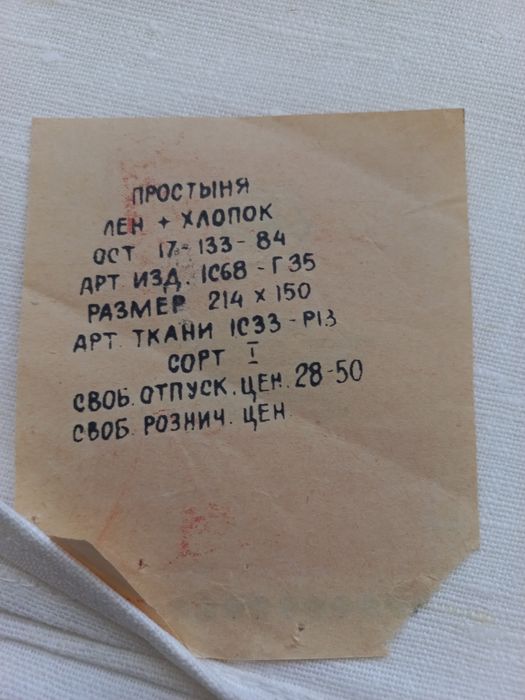 ПРОСТЫНЯ
ЛЕН + ХЛОПОК
ОСТ 17-133-84
АРТ. ИЗД. 1С68-Г35
РАЗМЕР 214 х 150
АРТ. ТКАНИ 1С33-Р13
СОРТ I
СВОБ. ОТПУСК. ЦЕН. 28-50
СВОБ. РОЗНИЧ. ЦЕН.